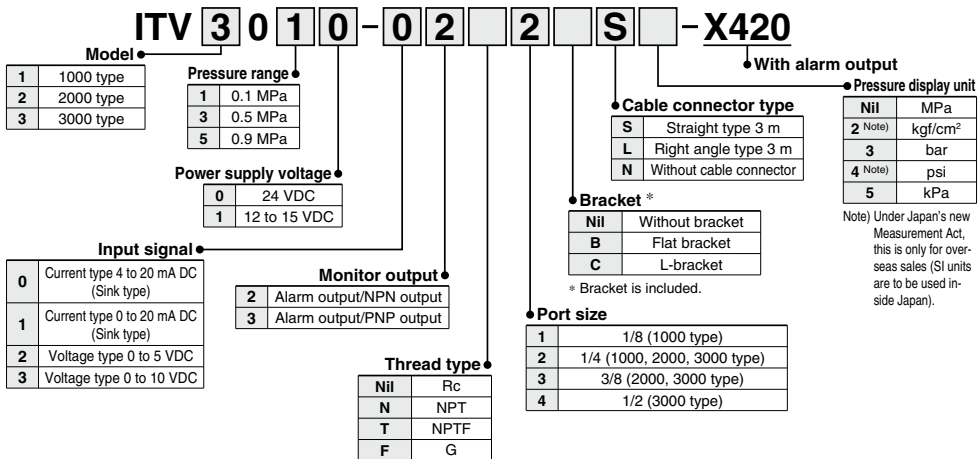 ITV 3 0 1 0 - 0 2 2 S - X420
Model
1 1000 type
2 2000 type
3 3000 type
Pressure range
1 0.1 MPa
3 0.5 MPa
5 0.9 MPa
Power supply voltage
0 24 VDC
1 12 to 15 VDC
Input signal
0 Current type 4 to 20 mA DC
(Sink type)
1 Current type 0 to 20 mA DC
(Sink type)
2 Voltage type 0 to 5 VDC
3 Voltage type 0 to 10 VDC
Monitor output
2 Alarm output/NPN output
3 Alarm output/PNP output
Thread type
Nil Rc
N NPT
T NPTF
F G
Port size
1 1/8 (1000 type)
2 1/4 (1000, 2000, 3000 type)
3 3/8 (2000, 3000 type)
4 1/2 (3000 type)
Bracket *
Nil Without bracket
B Flat bracket
C L-bracket
* Bracket is included.
Cable connector type
S Straight type 3 m
L Right angle type 3 m
N Without cable connector
With alarm output
Pressure display unit
Nil MPa
2 Note) kgf/cm²
3 bar
4 Note) psi
5 kPa
Note) Under Japan's new
Measurement Act,
this is only for over-
seas sales (SI units
are to be used in-
side Japan).